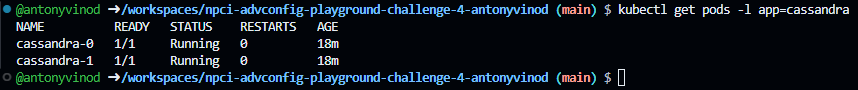 @antonyvinod ➜/workspaces/npci-advconfig-playground-challenge-4-antonyvinod (main) $ kubectl get pods -l app=cassandra
NAME          READY   STATUS    RESTARTS   AGE
cassandra-0   1/1     Running   0          18m
cassandra-1   1/1     Running   0          18m
@antonyvinod ➜/workspaces/npci-advconfig-playground-challenge-4-antonyvinod (main) $